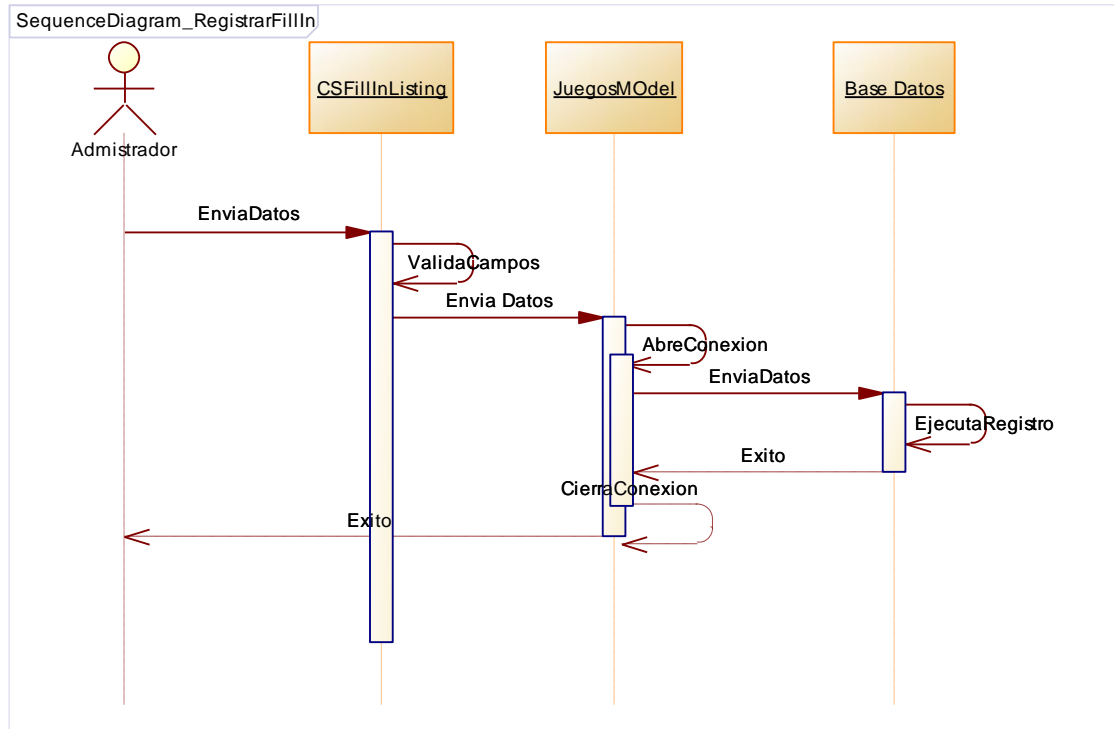 SequenceDiagram_RegistrarFillIn
CSFillInListing
JuegosMOdel
Base Datos
Admistrador
EnviaDatos
ValidaCampos
Envia Datos
AbreConexion
EnviaDatos
EjecutaRegistro
Exito
CierraConexion
Exito